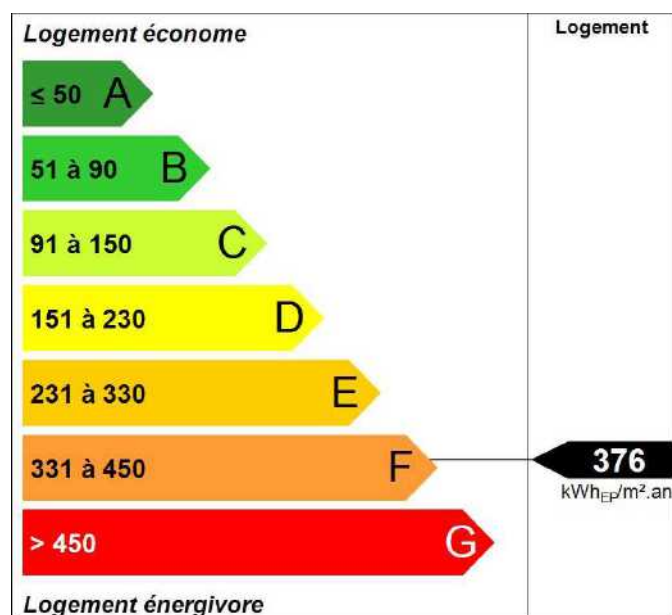 Logement économe
Logement
≤ 50 A
51 à 90 B
91 à 150 C
151 à 230 D
231 à 330 E
331 à 450 F
376
kWhEP/m².an
> 450 G
Logement énergivore